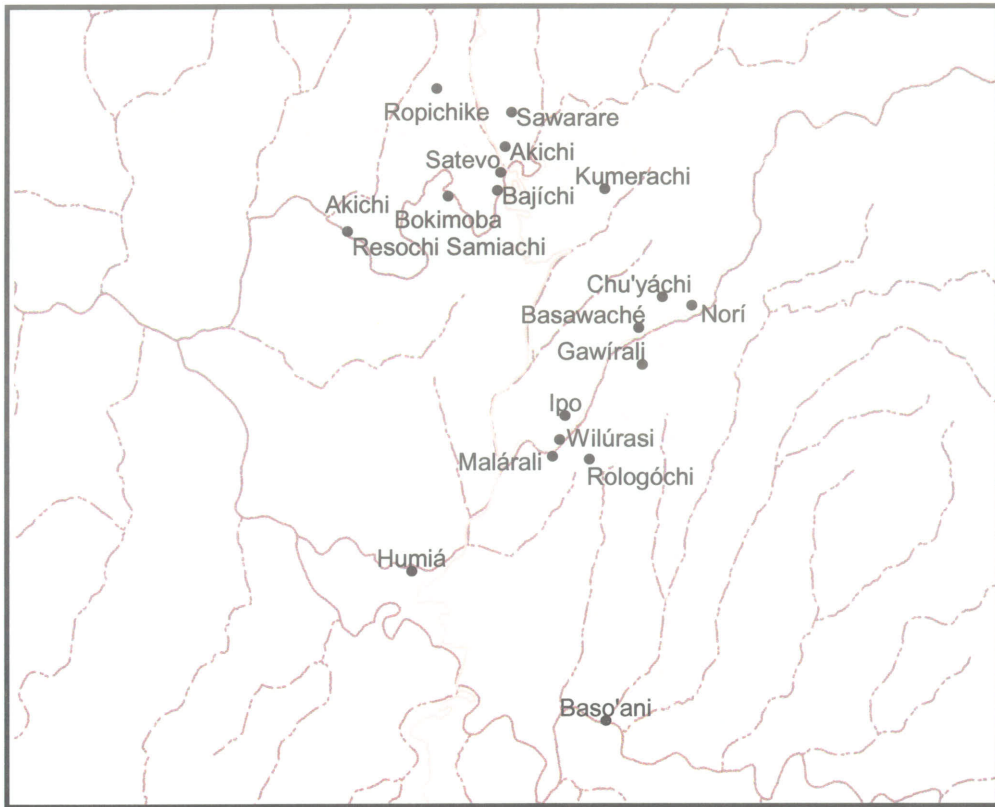 Ropichike
Sawarare
Akichi
Satevo
Kumerachi
Bajíchi
Akichi
Bokimoba
Resochi Samiachi
Chu'yáchi
Norí
Basawaché
Gawírali
Ipo
Wilúrasi
Malárali
Rologóchi
Humiá
Baso'ani